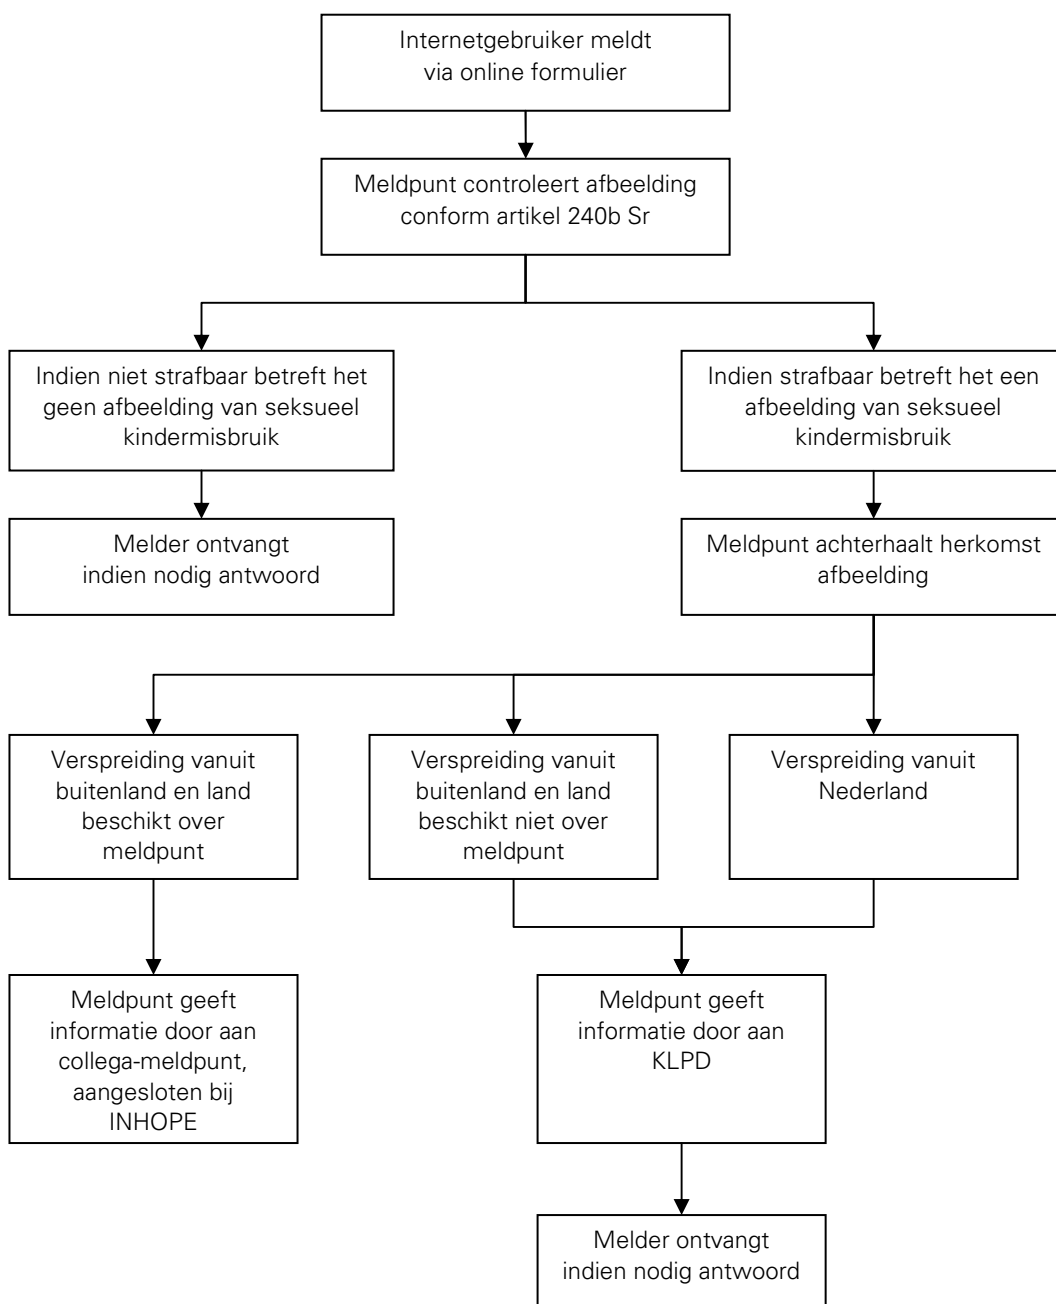 Internetgebruiker meldt
via online formulier
Meldpunt controleert afbeelding
conform artikel 240b Sr
Indien niet strafbaar betreft het
geen afbeelding van seksueel
kindermisbruik
Indien strafbaar betreft het een
afbeelding van seksueel
kindermisbruik
Melder ontvangt
indien nodig antwoord
Meldpunt achterhaalt herkomst
afbeelding
Verspreiding vanuit
buitenland en land
beschikt over
meldpunt
Verspreiding vanuit
buitenland en land
beschikt niet over
meldpunt
Verspreiding vanuit
Nederland
Meldpunt geeft
informatie door aan
collega-meldpunt,
aangesloten bij
INHOPE
Meldpunt geeft
informatie door aan
KLPD
Melder ontvangt
indien nodig antwoord